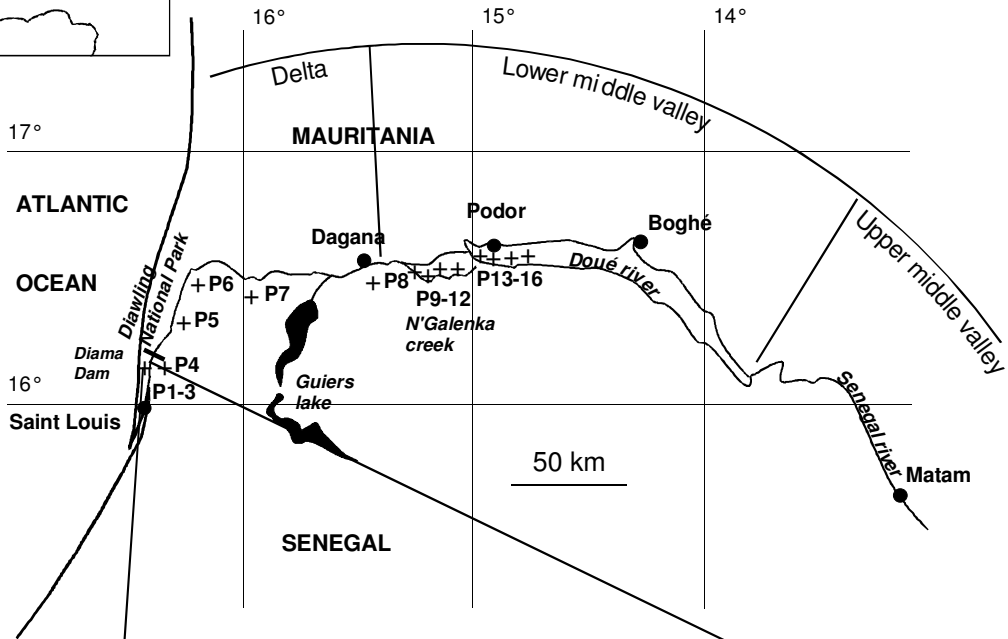 16°
15°
14°
Delta
Lower middle valley
17°
MAURITANIA
ATLANTIC
OCEAN
Podor
Boghé
Dagana
Upper middle valley
Doué river
Diawling
National Park
P6
P7
P8
P13-16
P9-12
P5
N'Galenka
creek
Diama
Dam
P4
16°
P1-3
Guiers
lake
Saint Louis
Senegal river
50 km
Matam
SENEGAL